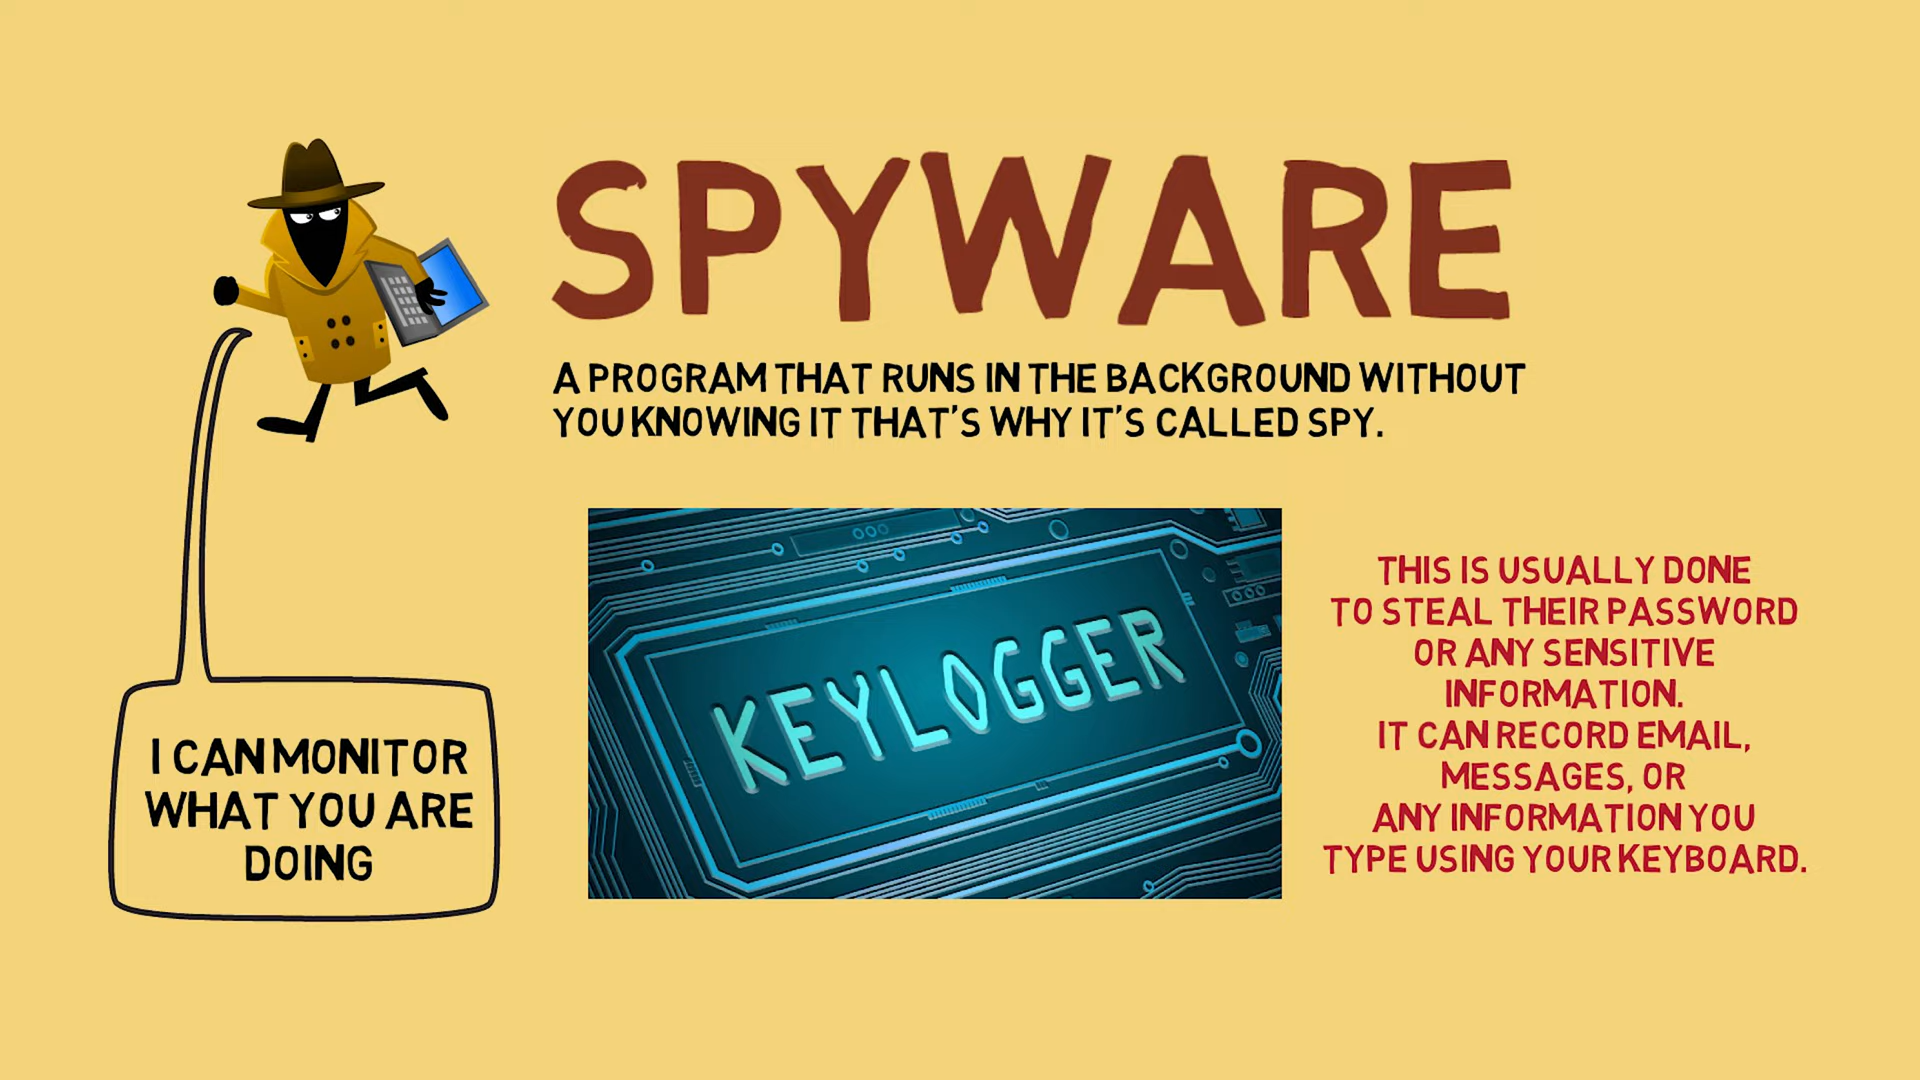 SPYWARE
A PROGRAM THAT RUNS IN THE BACKGROUND WITHOUT
YOU KNOWING IT THAT'S WHY IT'S CALLED SPY.
I CAN MONITOR
WHAT YOU ARE
DOING
KEYLOGGER
THIS IS USUALLY DONE
TO STEAL THEIR PASSWORD
OR ANY SENSITIVE
INFORMATION.
IT CAN RECORD EMAIL,
MESSAGES, OR
ANY INFORMATION YOU
TYPE USING YOUR KEYBOARD.